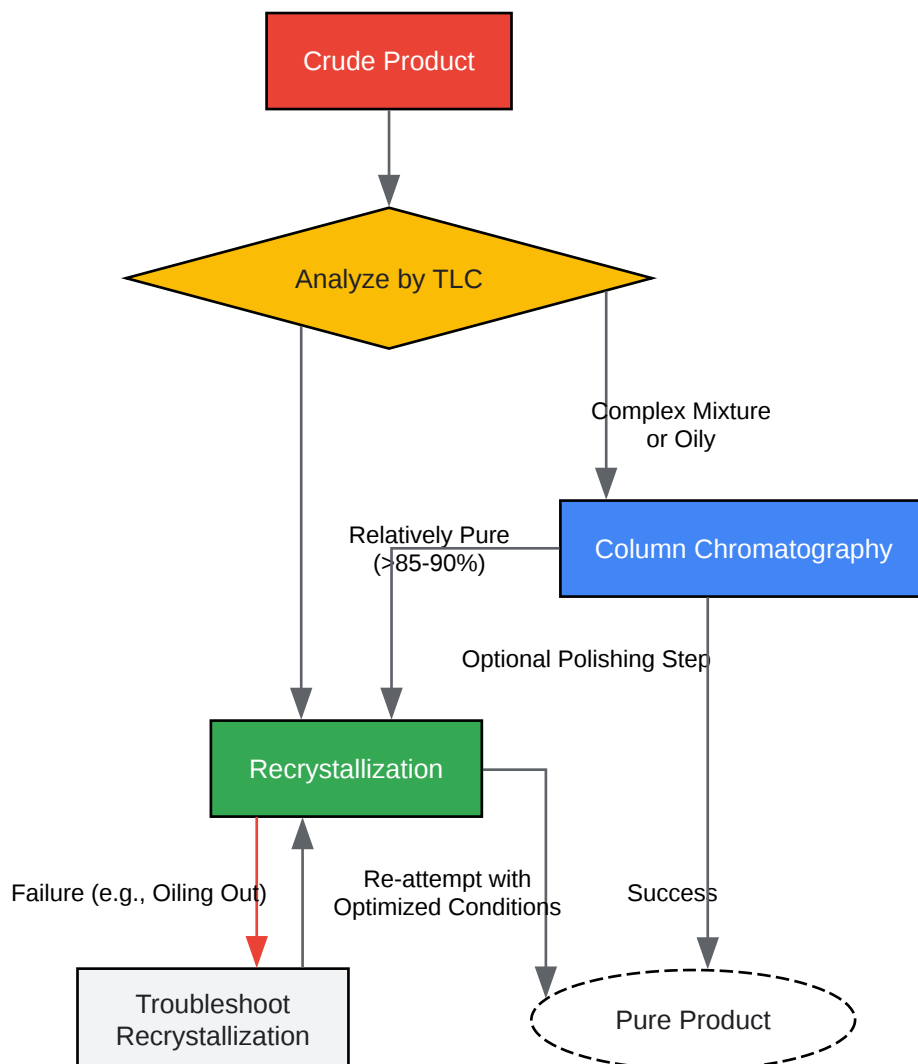 Crude Product
Analyze by TLC
Complex Mixture
or Oily
Relatively Pure
(>85-90%)
Column Chromatography
Optional Polishing Step
Recrystallization
Failure (e.g., Oiling Out)
Re-attempt with
Optimized Conditions
Success
Troubleshoot
Recrystallization
Pure Product